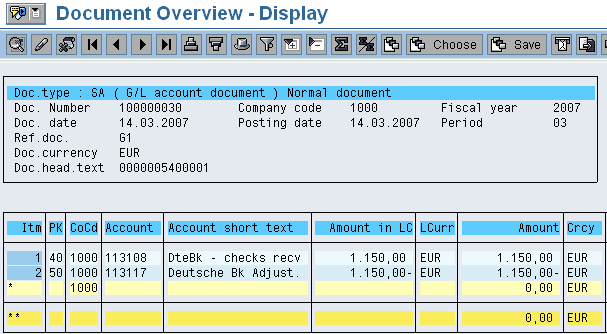 Document Overview - Display
Choose Save
Doc.type : SA ( G/L account document ) Normal document
Doc. Number 100000030 Company code 1000 Fiscal year 2007
Doc. date 14.03.2007 Posting date 14.03.2007 Period 03
Ref.doc. G1
Doc.currency EUR
Doc.head.text 0000005400001
Itm PK CoCd Account Account short text Amount in LC LCurr Amount Crcy
1 40 1000 113108 DteBk - checks recv 1.150,00 EUR 1.150,00 EUR
2 50 1000 113117 Deutsche Bk Adjust. 1.150,00- EUR 1.150,00- EUR
* 1000 0,00 EUR
** 0,00 EUR